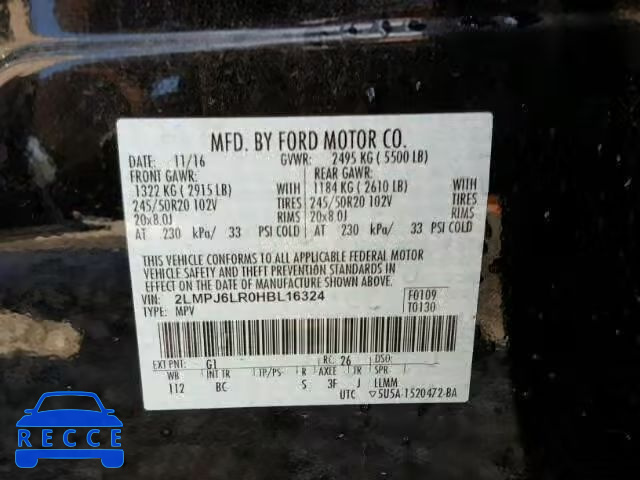 MFD. BY FORD MOTOR CO.
DATE: 11/16 GVWR: 2495 KG ( 5500 LB)
FRONT GAWR: REAR GAWR:
1322 KG ( 2915 LB) WITH 1184 KG ( 2610 LB) WITH
245/50R20 102V TIRES 245/50R20 102V TIRES
20x8.0J RIMS 20x8.0J RIMS
AT 230 kPa/ 33 PSI COLD AT 230 kPa/ 33 PSI COLD
THIS VEHICLE CONFORMS TO ALL APPLICABLE FEDERAL MOTOR
VEHICLE SAFETY AND THEFT PREVENTION STANDARDS IN
EFFECT ON THE DATE OF MANUFACTURE SHOWN ABOVE.
VIN: 2LMPJ6LR0HBL16324 F0109
TYPE: MPV T0130
EXT PNT: G1 RC: 26 DSO:
WB INT TR TP/PS R AXLE TR SPR
112 BC S 3F J LLMM
UTC ▽5U5A-1520472-BA
RECCE